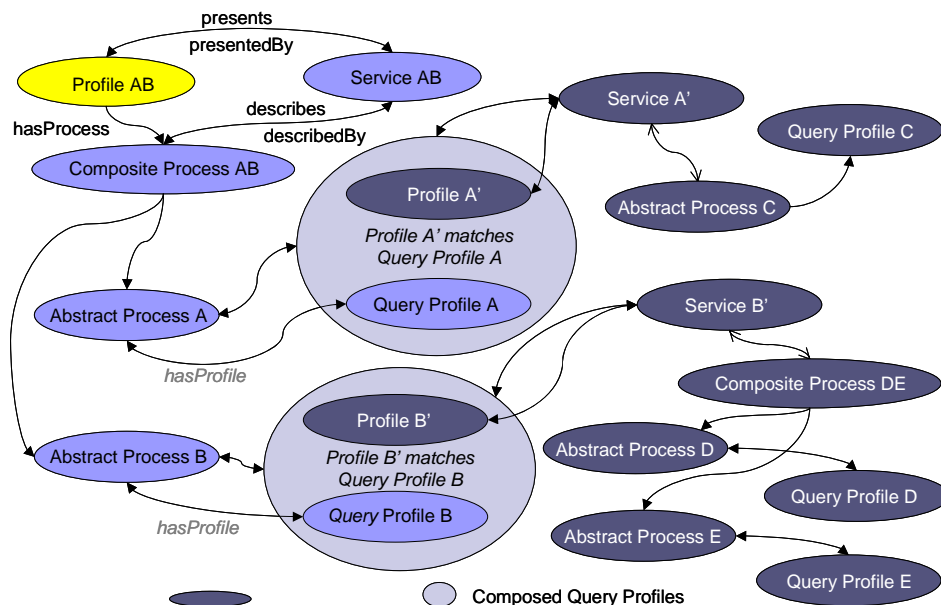 presents
presentedBy
Profile AB
Service AB
hasProcess
describes
describedBy
Composite Process AB
Service A'
Query Profile C
Abstract Process C
Profile A'
Profile A' matches
Query Profile A
Query Profile A
Abstract Process A
hasProfile
Service B'
Composite Process DE
Profile B'
Profile B' matches
Query Profile B
Query Profile B
Abstract Process B
hasProfile
Abstract Process D
Query Profile D
Abstract Process E
Query Profile E
Composed Query Profiles